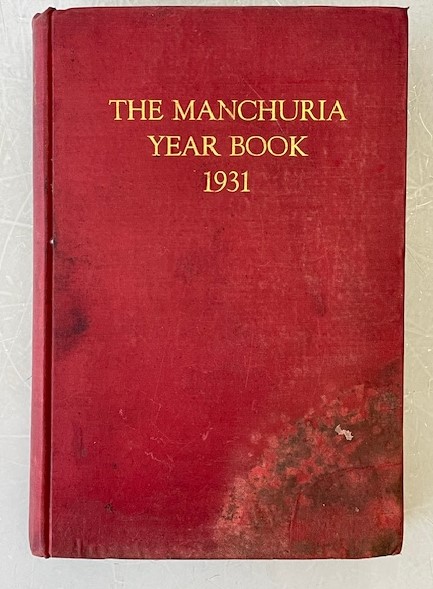 THE MANCHURIA
YEAR BOOK
1931